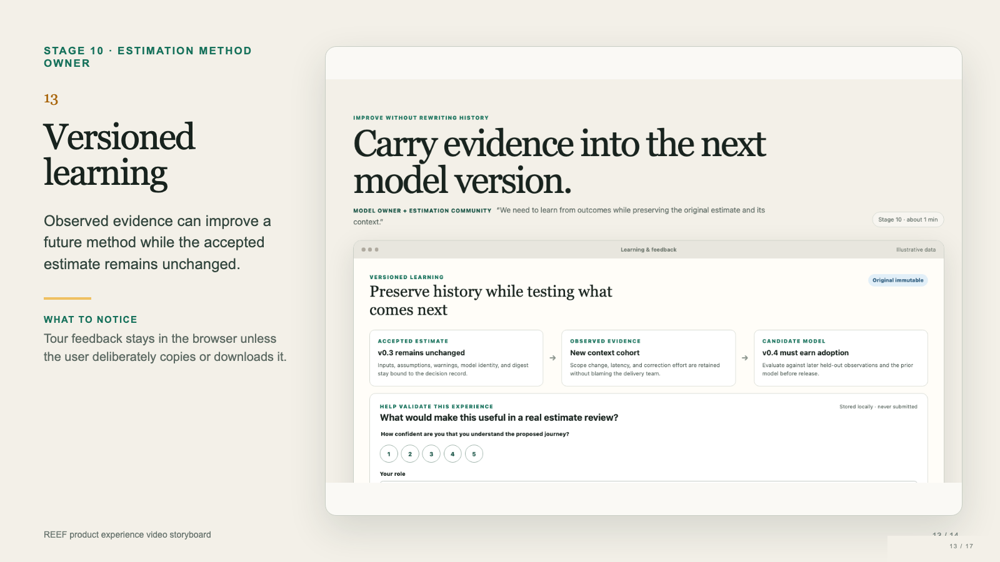 STAGE 10 · ESTIMATION METHOD
OWNER
13
Versioned
learning
Observed evidence can improve a
future method while the accepted
estimate remains unchanged.
WHAT TO NOTICE
Tour feedback stays in the browser unless
the user deliberately copies or downloads it.
IMPROVE WITHOUT REWRITING HISTORY
Carry evidence into the next
model version.
MODEL OWNER + ESTIMATION COMMUNITY “We need to learn from outcomes while preserving the original estimate and its
context.”
Stage 10 · about 1 min
Learning & feedback
Illustrative data
VERSIONED LEARNING
Original immutable
Preserve history while testing what
comes next
ACCEPTED ESTIMATE
v0.3 remains unchanged
Inputs, assumptions, warnings, model identity, and digest
stay bound to the decision record.
→
OBSERVED EVIDENCE
New context cohort
Scope change, latency, and correction effort are retained
without blaming the delivery team.
→
CANDIDATE MODEL
v0.4 must earn adoption
Evaluate against later held-out observations and the prior
model before release.
HELP VALIDATE THIS EXPERIENCE
Stored locally · never submitted
What would make this useful in a real estimate review?
How confident are you that you understand the proposed journey?
1 2 3 4 5
Your role
REEF product experience video storyboard
13 / 14
13 / 17